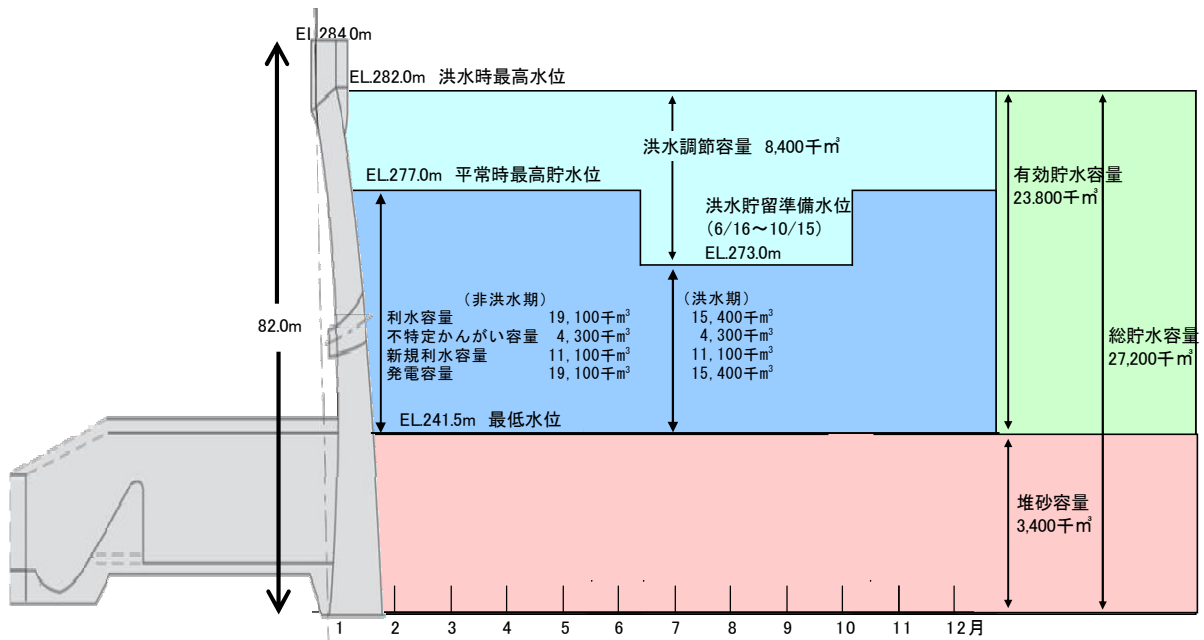 EL.284.0m
EL.282.0m 洪水時最高水位
洪水調節容量 8,400千㎥
EL.277.0m 平常時最高貯水位
有効貯水容量
23.800千㎥
洪水貯留準備水位
(6/16～10/15)
EL.273.0m
82.0m
(非洪水期) (洪水期)
利水容量 19,100千㎥ 15,400千㎥
不特定かんがい容量 4,300千㎥ 4,300千㎥
新規利水容量 11,100千㎥ 11,100千㎥
発電容量 19,100千㎥ 15,400千㎥
総貯水容量
27,200千㎥
EL.241.5m 最低水位
堆砂容量
3,400千㎥
1 2 3 4 5 6 7 8 9 10 11 12月